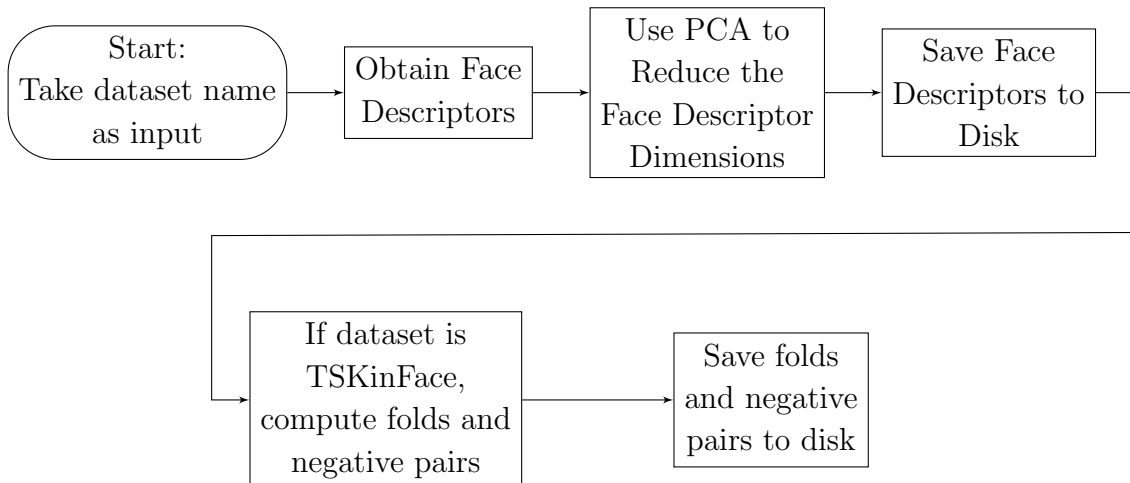 Start:
Take dataset name
as input
Obtain Face
Descriptors
Use PCA to
Reduce the
Face Descriptor
Dimensions
Save Face
Descriptors to
Disk
If dataset is
TSKinFace,
compute folds and
negative pairs
Save folds
and negative
pairs to disk